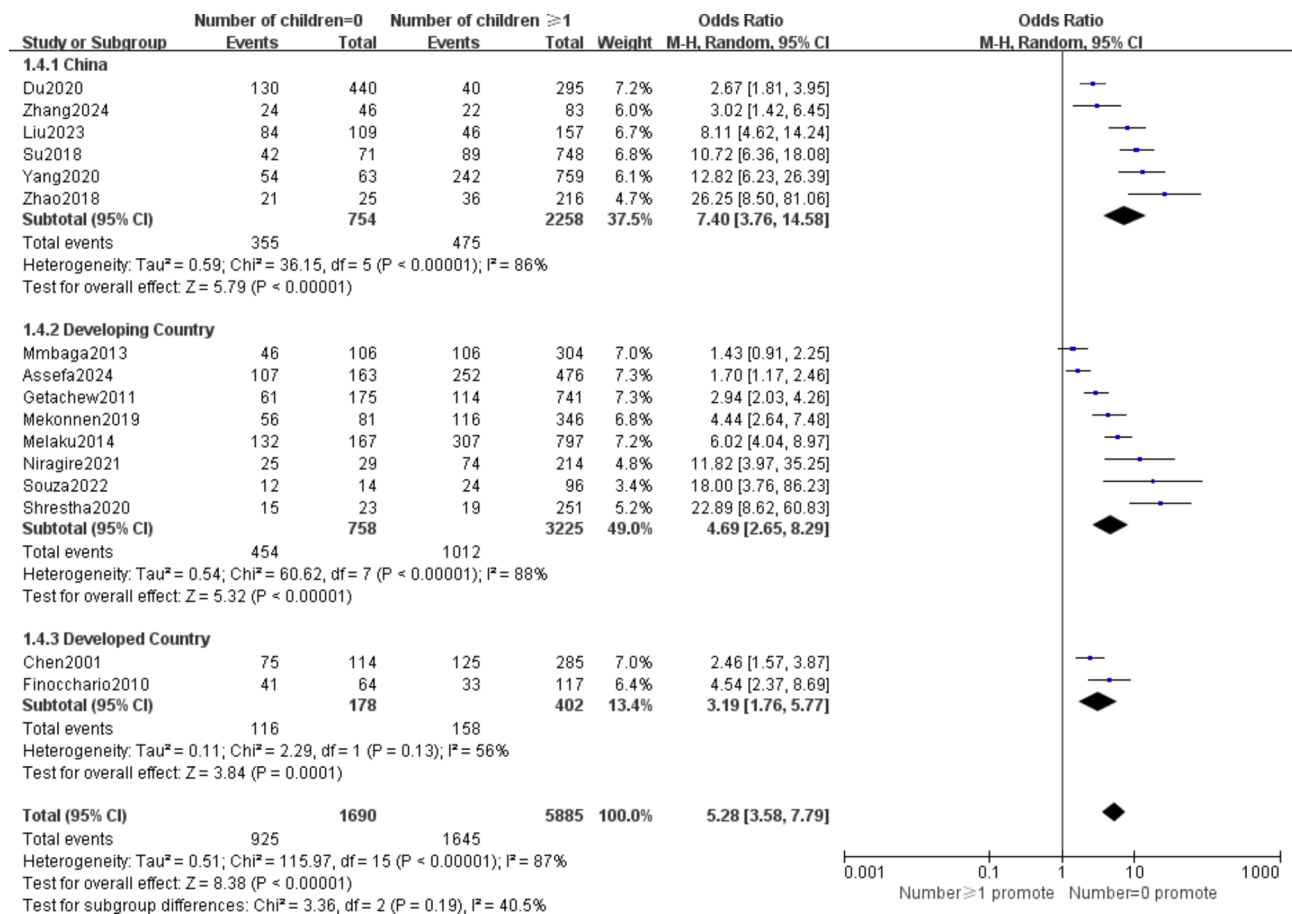 Number of children=0 Number of children ⩾1 Odds Ratio Odds Ratio
Study or Subgroup Events Total Events Total Weight M-H, Random, 95% CI M-H, Random, 95% CI
1.4.1 China
Du2020 130 440 40 295 7.2% 2.67 [1.81, 3.95]
Zhang2024 24 46 22 83 6.0% 3.02 [1.42, 6.45]
Liu2023 84 109 46 157 6.7% 8.11 [4.62, 14.24]
Su2018 42 71 89 748 6.8% 10.72 [6.36, 18.08]
Yang2020 54 63 242 759 6.1% 12.82 [6.23, 26.39]
Zhao2018 21 25 36 216 4.7% 26.25 [8.50, 81.06]
Subtotal (95% CI) 754 2258 37.5% 7.40 [3.76, 14.58]
Total events 355 475
Heterogeneity: Tau² = 0.59; Chi² = 36.15, df = 5 (P < 0.00001); I² = 86%
Test for overall effect: Z = 5.79 (P < 0.00001)
1.4.2 Developing Country
Mmbaga2013 46 106 106 304 7.0% 1.43 [0.91, 2.25]
Assefa2024 107 163 252 476 7.3% 1.70 [1.17, 2.46]
Getachew2011 61 175 114 741 7.3% 2.94 [2.03, 4.26]
Mekonnen2019 56 81 116 346 6.8% 4.44 [2.64, 7.48]
Melaku2014 132 167 307 797 7.2% 6.02 [4.04, 8.97]
Niragire2021 25 29 74 214 4.8% 11.82 [3.97, 35.25]
Souza2022 12 14 24 96 3.4% 18.00 [3.76, 86.23]
Shrestha2020 15 23 19 251 5.2% 22.89 [8.62, 60.83]
Subtotal (95% CI) 758 3225 49.0% 4.69 [2.65, 8.29]
Total events 454 1012
Heterogeneity: Tau² = 0.54; Chi² = 60.62, df = 7 (P < 0.00001); I² = 88%
Test for overall effect: Z = 5.32 (P < 0.00001)
1.4.3 Developed Country
Chen2001 75 114 125 285 7.0% 2.46 [1.57, 3.87]
Finocchario2010 41 64 33 117 6.4% 4.54 [2.37, 8.69]
Subtotal (95% CI) 178 402 13.4% 3.19 [1.76, 5.77]
Total events 116 158
Heterogeneity: Tau² = 0.11; Chi² = 2.29, df = 1 (P = 0.13); I² = 56%
Test for overall effect: Z = 3.84 (P = 0.0001)
Total (95% CI) 1690 5885 100.0% 5.28 [3.58, 7.79]
Total events 925 1645
Heterogeneity: Tau² = 0.51; Chi² = 115.97, df = 15 (P < 0.00001); I² = 87%
Test for overall effect: Z = 8.38 (P < 0.00001)
Test for subgroup differences: Chi² = 3.36, df = 2 (P = 0.19), I² = 40.5%
0.001 0.1 1 10 1000
Number⩾1 promote Number=0 promote